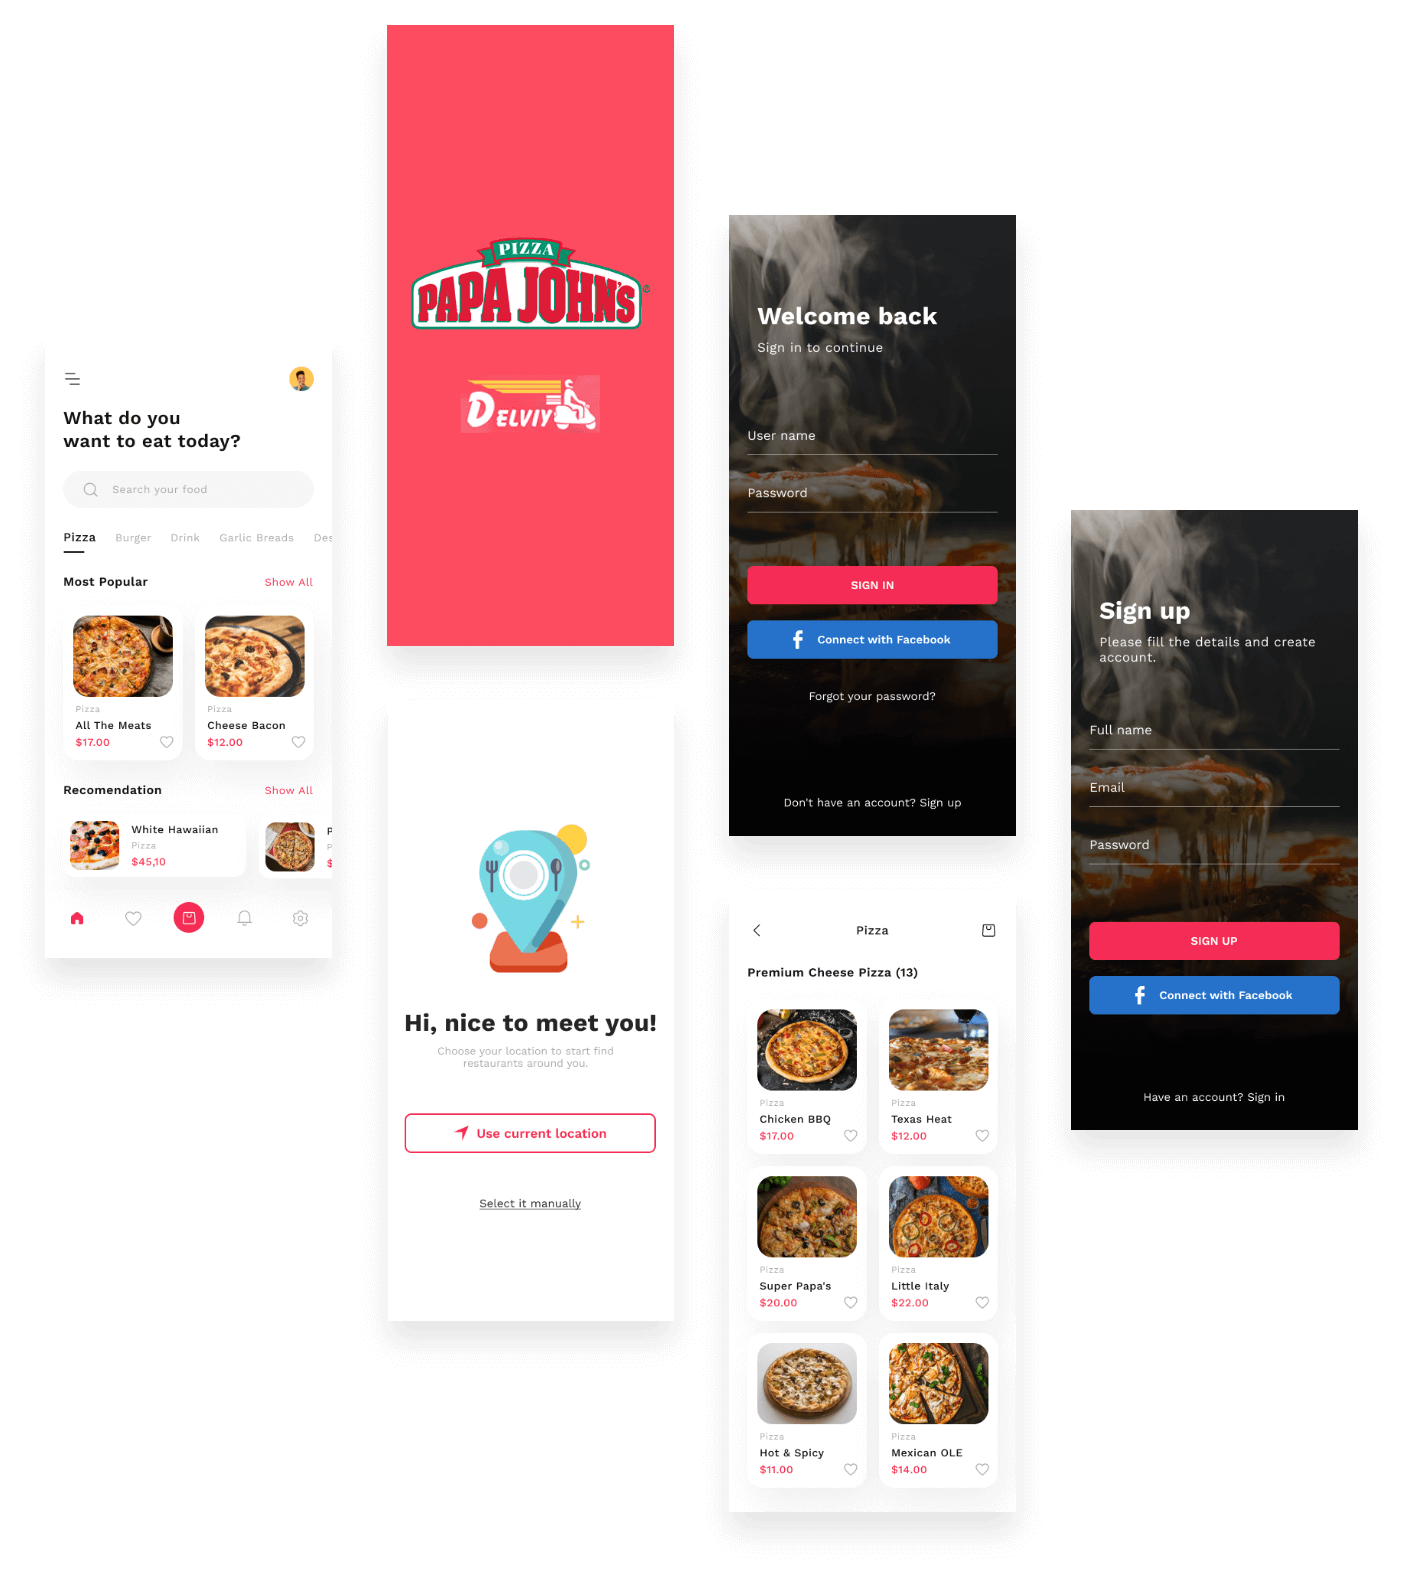 What do you
want to eat today?
Search your food
Pizza Burger Drink Garlic Breads Des
Most Popular Show All
Pizza
All The Meats
$17.00
Pizza
Cheese Bacon
$12.00
Recomendation Show All
White Hawaiian
Pizza
$45,10
P
P
$
PIZZA
PAPA JOHN'S®
DELVIY
Hi, nice to meet you!
Choose your location to start find
restaurants around you.
Use current location
Select it manually
Welcome back
Sign in to continue
User name
Password
SIGN IN
f Connect with Facebook
Forgot your password?
Don't have an account? Sign up
Pizza
Premium Cheese Pizza (13)
Pizza
Chicken BBQ
$17.00
Pizza
Texas Heat
$12.00
Pizza
Super Papa's
$20.00
Pizza
Little Italy
$22.00
Pizza
Hot & Spicy
$11.00
Pizza
Mexican OLE
$14.00
Sign up
Please fill the details and create
account.
Full name
Email
Password
SIGN UP
f Connect with Facebook
Have an account? Sign in